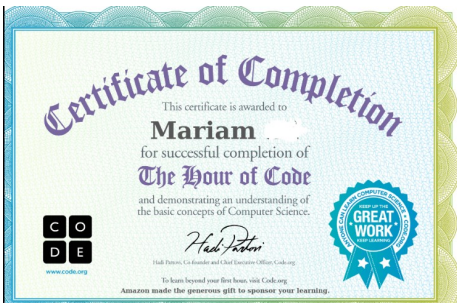 Certificate of Completion
This certificate is awarded to
Mariam
for successful completion of
The Hour of Code
and demonstrating an understanding of
the basic concepts of Computer Science.
C O
D E
www.code.org
Hadi Partovi
Hadi Partovi, Co-founder and Chief Executive Officer, Code.org
ANYONE CAN LEARN COMPUTER SCIENCE • CODE.ORG
KEEP UP THE
GREAT
WORK
KEEP LEARNING
To learn beyond your first hour, visit Code.org
Amazon made the generous gift to sponsor your learning.